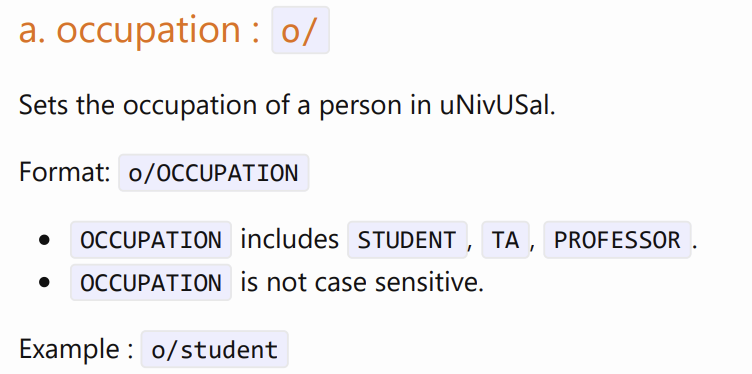 a. occupation : o/
Sets the occupation of a person in uNivUSal.
Format: o/OCCUPATION
• OCCUPATION includes STUDENT, TA, PROFESSOR.
• OCCUPATION is not case sensitive.
Example : o/student